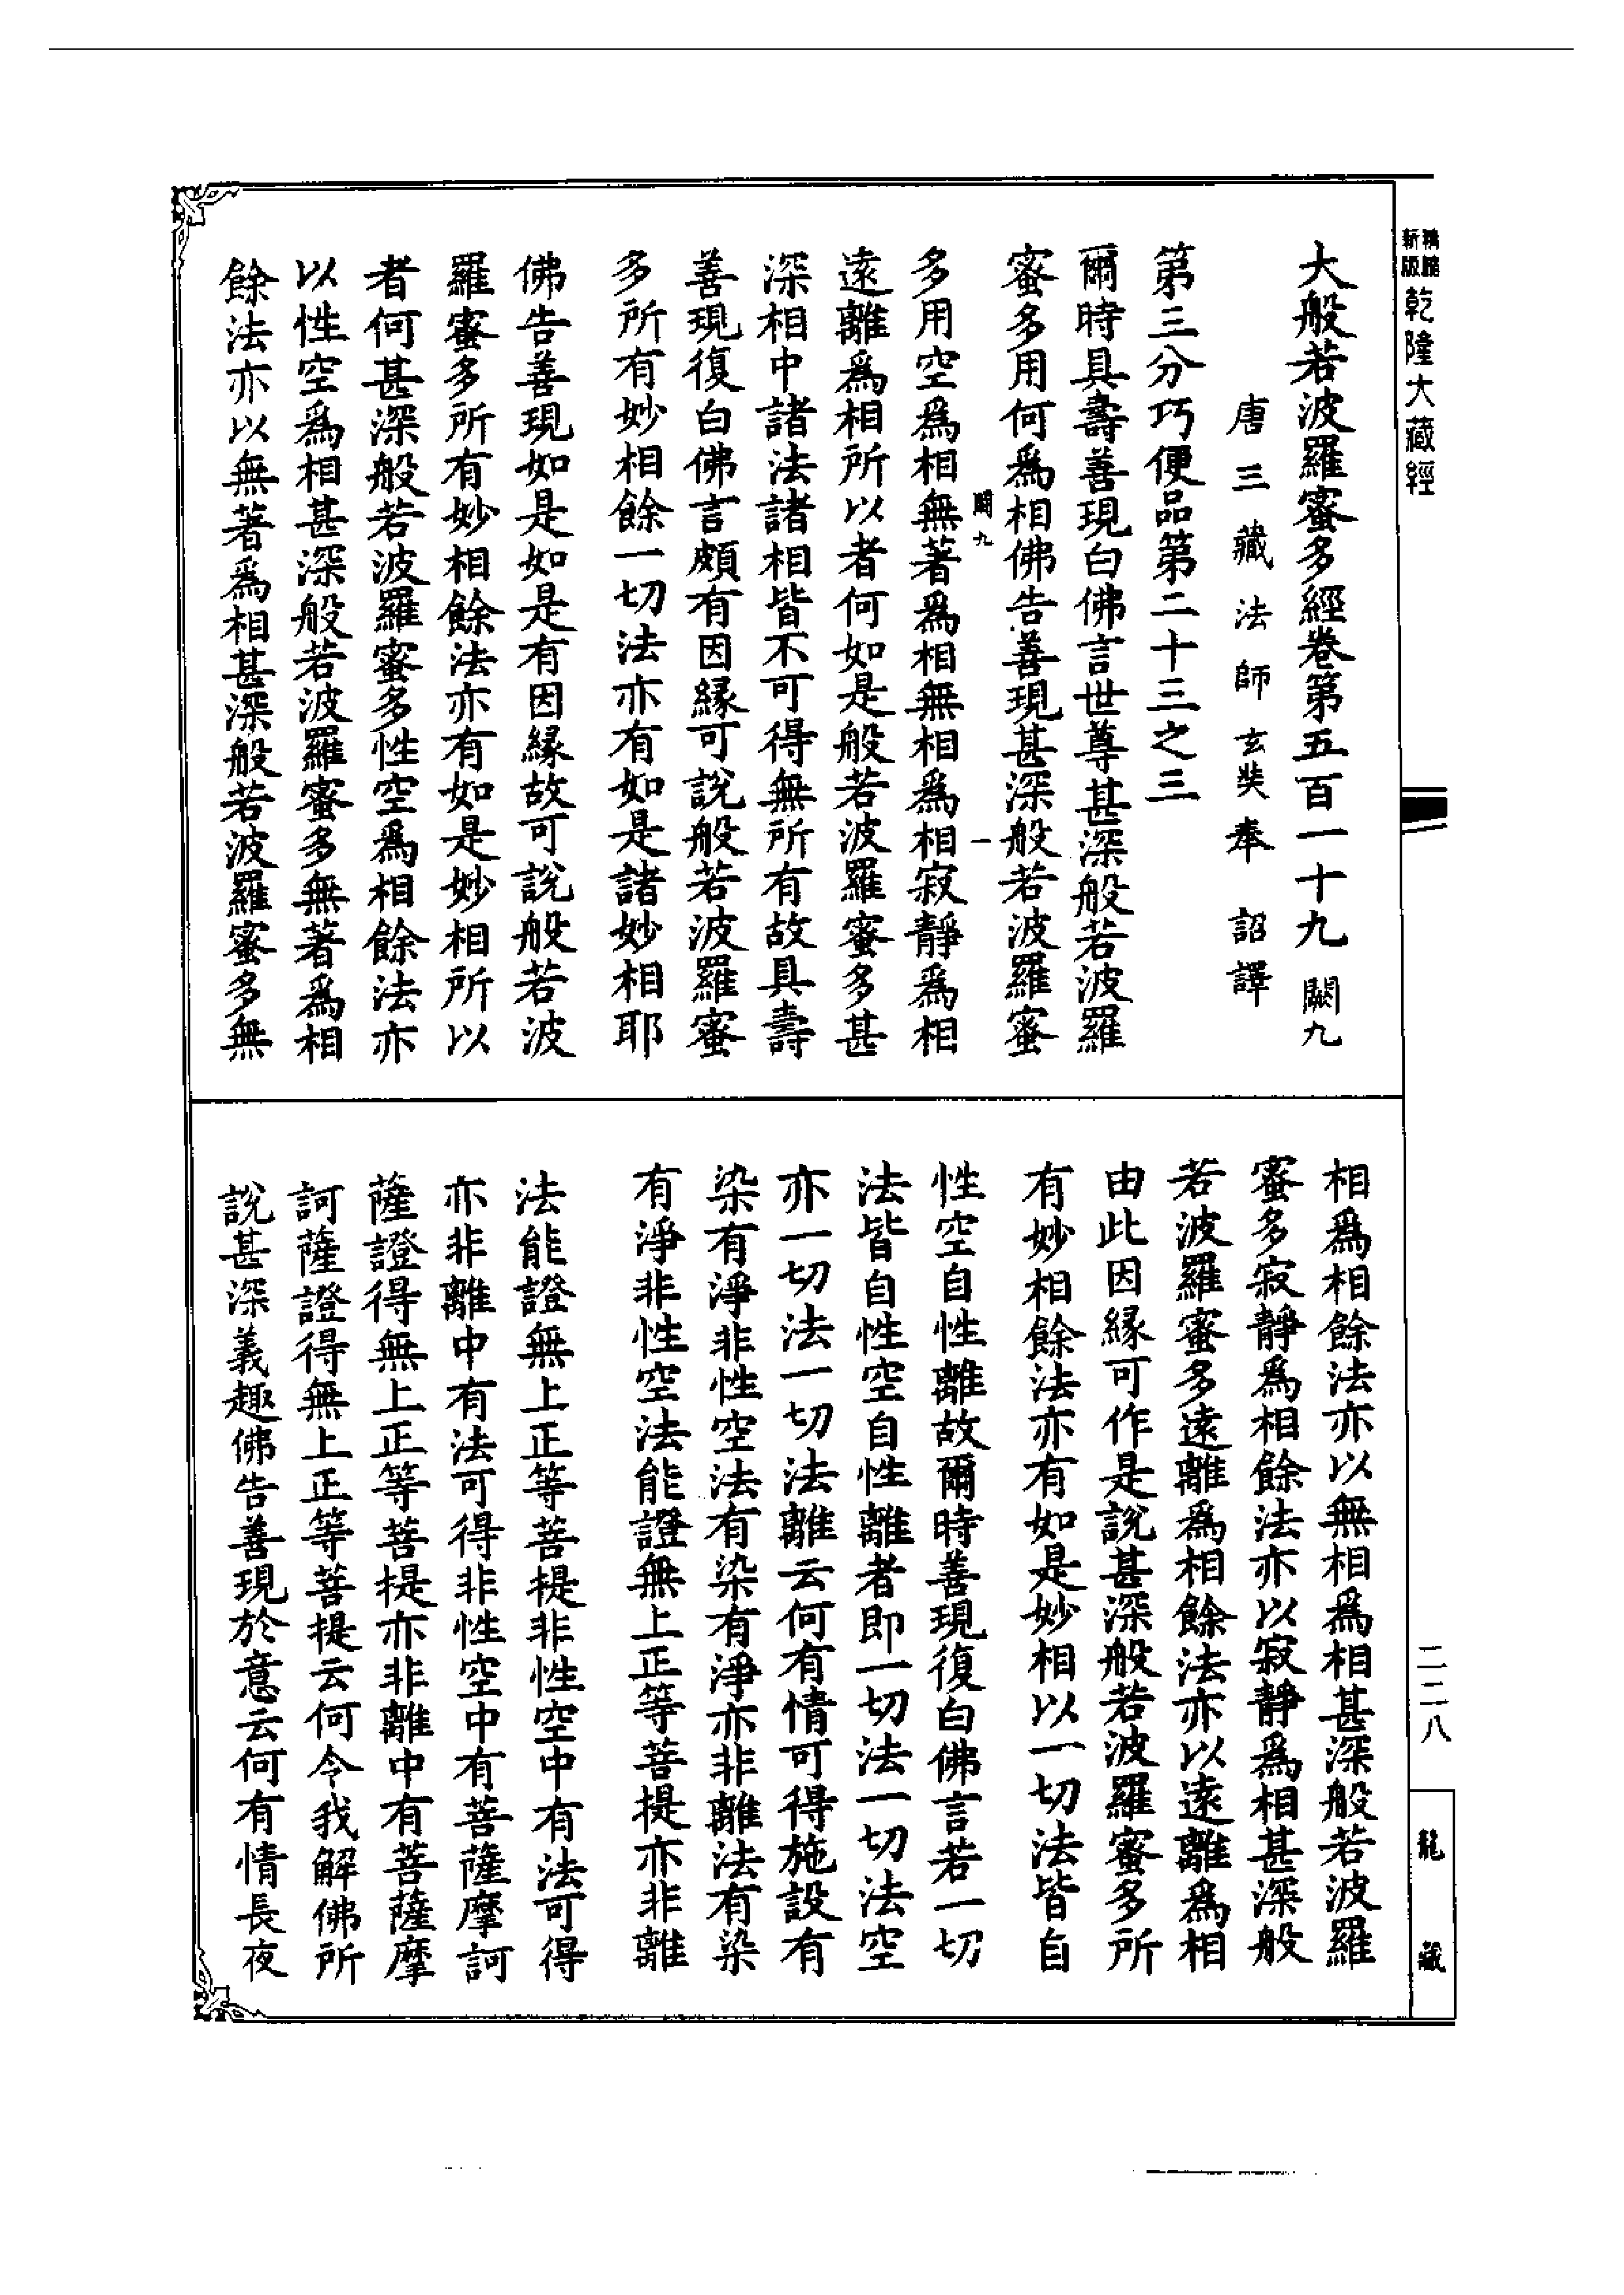 新版
精縮
乾隆大藏經
大般若波羅蜜多經卷第五百一十九 闕九
唐三藏法師玄奘奉 詔譯
第三分巧便品第二十三之三
爾時具壽善現白佛言世尊甚深般若波羅
蜜多用何爲相佛告善現甚深般若波羅蜜
闕九 一
多用空爲相無著爲相無相爲相寂靜爲相
遠離爲相所以者何如是般若波羅蜜多甚
深相中諸法諸相皆不可得無所有故具壽
善現復白佛言頗有因緣可說般若波羅蜜
多所有妙相餘一切法亦有如是諸妙相耶
佛告善現如是如是有因緣故可說般若波
羅蜜多所有妙相餘法亦有如是妙相所以
者何甚深般若波羅蜜多性空爲相餘法亦
以性空爲相甚深般若波羅蜜多無著爲相
餘法亦以無著爲相甚深般若波羅蜜多無
相爲相餘法亦以無相爲相甚深般若波羅
蜜多寂靜爲相餘法亦以寂靜爲相甚深般
若波羅蜜多遠離爲相餘法亦以遠離爲相
由此因緣可作是說甚深般若波羅蜜多所
有妙相餘法亦有如是妙相以一切法皆自
性空自性離故爾時善現復白佛言若一切
法皆自性空自性離者即一切法一切法空
亦一切法一切法離云何有情可得施設有
染有淨非性空法有染有淨亦非離法有染
有淨非性空法能證無上正等菩提亦非離
法能證無上正等菩提非性空中有法可得
亦非離中有法可得非性空中有菩薩摩訶
薩證得無上正等菩提亦非離中有菩薩摩
訶薩證得無上正等菩提云何令我解佛所
說甚深義趣佛告善現於意云何有情長夜
二二八
龍藏